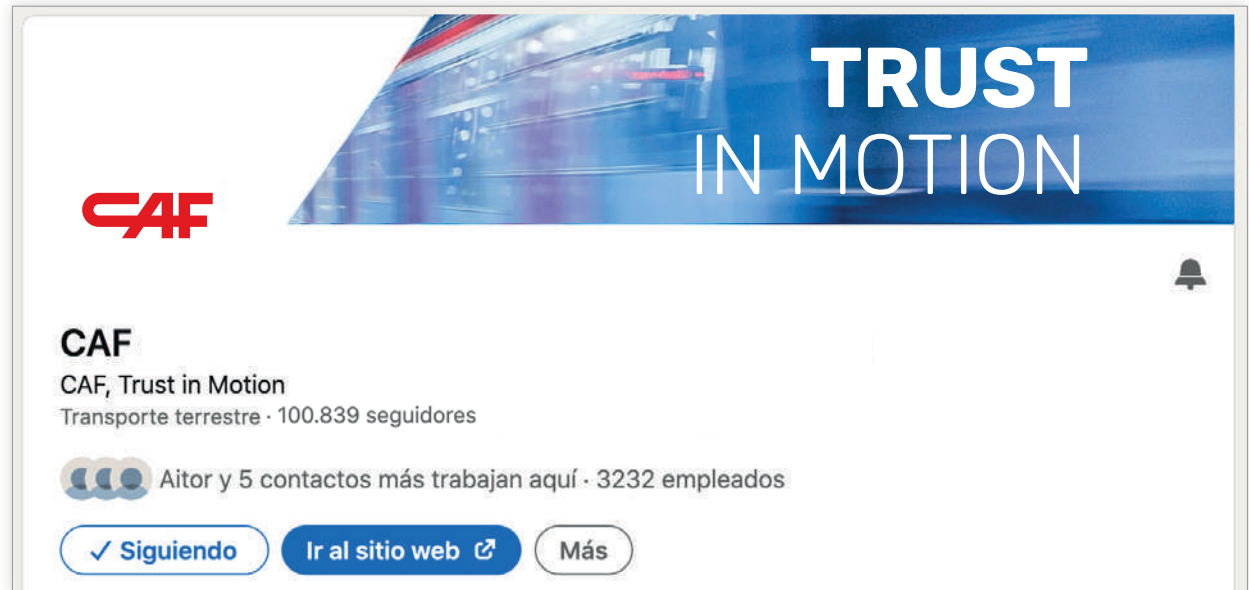 TRUST
IN MOTION
CAF
CAF
CAF, Trust in Motion
Transporte terrestre · 100.839 seguidores
Aitor y 5 contactos más trabajan aquí · 3232 empleados
✓ Siguiendo
Ir al sitio web
Más